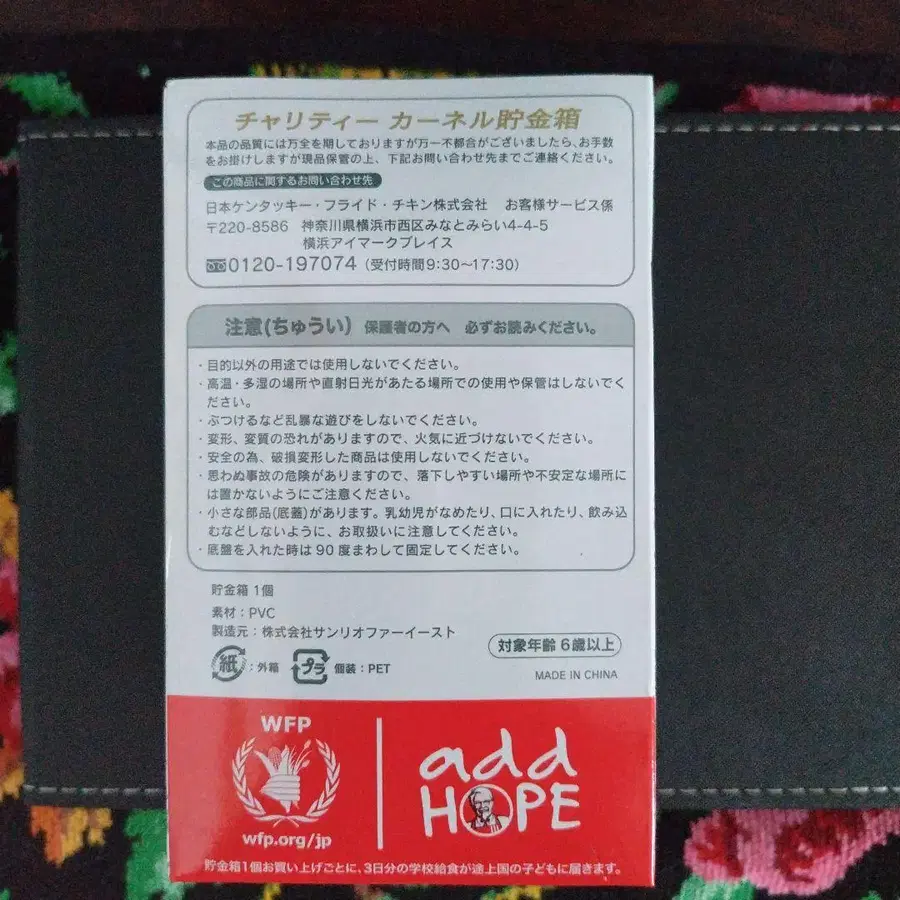 チャリティー カーネル貯金箱
本品の品質には万全を期しておりますが万一不都合がございましたら、お手数
をお掛けしますが現品保管の上、下記お問い合わせ先までご連絡ください。
この商品に関するお問い合わせ先
日本ケンタッキー・フライド・チキン株式会社 お客様サービス係
〒220-8586 神奈川県横浜市西区みなとみらい4-4-5
横浜アイマークプレイス
0120-197074 (受付時間9:30〜17:30)
注意(ちゅうい) 保護者の方へ 必ずお読みください。
・目的以外の用途では使用しないでください。
・高温・多湿の場所や直射日光があたる場所での使用や保管はしないでく
ださい。
・ぶつけるなど乱暴な遊びをしないでください。
・変形、変質の恐れがありますので、火気に近づけないでください。
・安全の為、破損変形した商品は使用しないでください。
・思わぬ事故の危険がありますので、落下しやすい場所や不安定な場所に
は置かないようにご注意ください。
・小さな部品(底蓋)があります。乳幼児がなめたり、口に入れたり、飲み込
むなどしないように、お取扱いに注意してください。
・底盤を入れた時は90度まわして固定してください。
貯金箱 1個
素材：PVC
製造元：株式会社サンリオファーイースト
対象年齢 6歳以上
紙：外箱 プラ 個装：PET
MADE IN CHINA
WFP
wfp.org/jp
add
HOPE
貯金箱1個お買い上げごとに、3日分の学校給食が途上国の子どもに届きます。